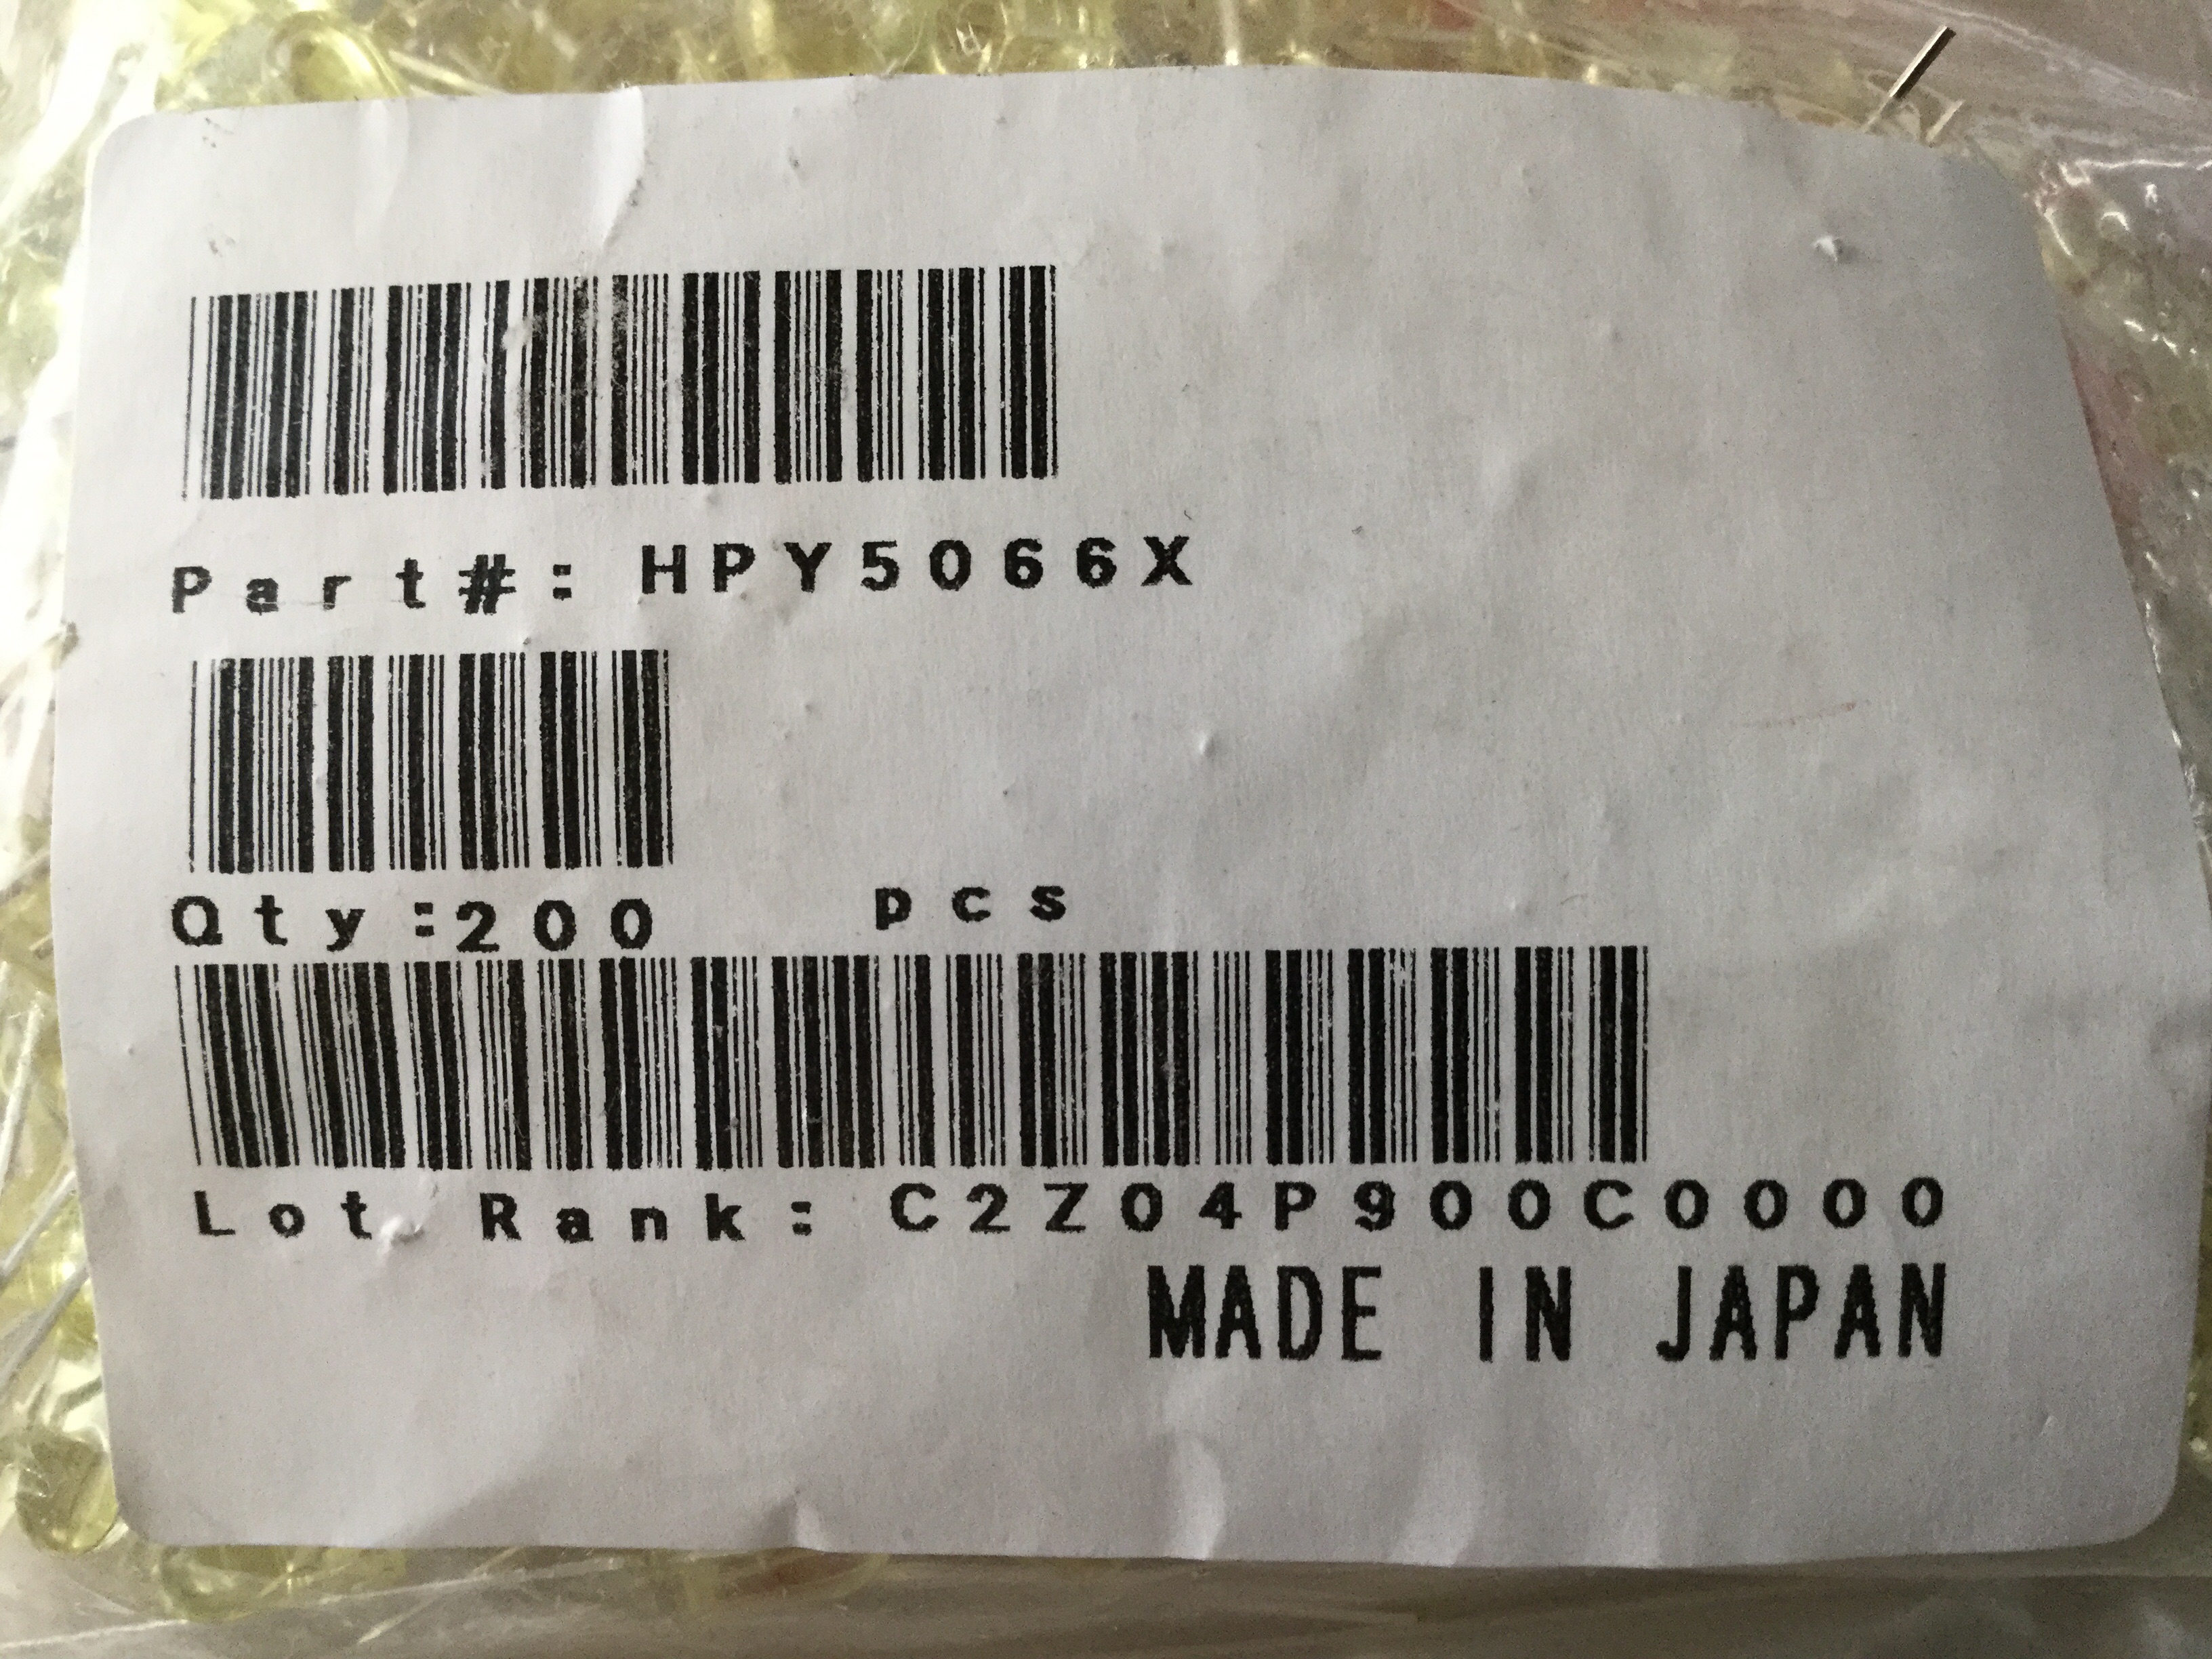 Part#: HPY5066X
Qty:200 pcs
Lot Rank: C2Z04P900C0000
MADE IN JAPAN